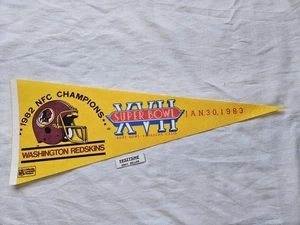 1982 NFC CHAMPIONS
WASHINGTON REDSKINS
SUPER BOWL
XVII
JAN 30, 1983